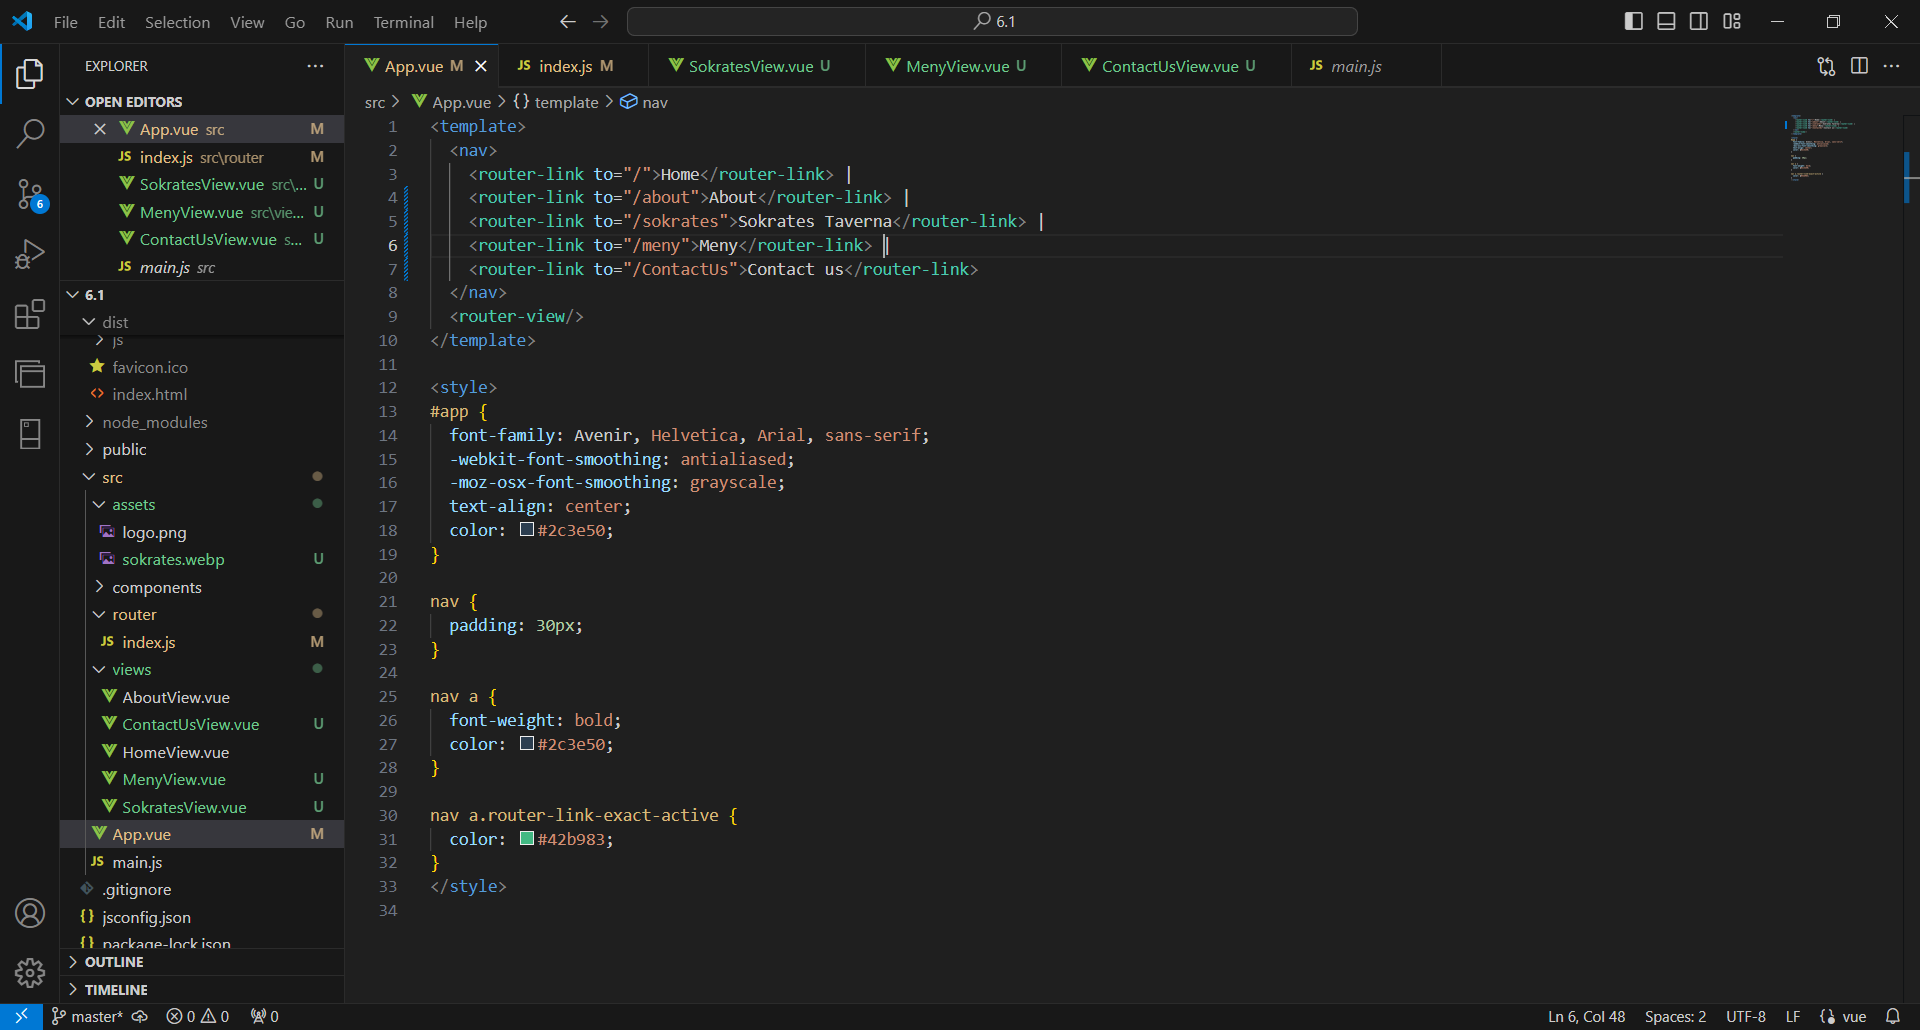 File Edit Selection View Go Run Terminal Help
6.1
EXPLORER
OPEN EDITORS
App.vue src M
JS index.js src\router M
SokratesView.vue src\... U
MenyView.vue src\vie... U
ContactUsView.vue s... U
JS main.js src
6.1
dist
js
favicon.ico
index.html
node_modules
public
src
assets
logo.png
sokrates.webp U
components
router
JS index.js M
views
AboutView.vue
ContactUsView.vue U
HomeView.vue
MenyView.vue U
SokratesView.vue U
App.vue M
JS main.js
.gitignore
{} jsconfig.json
{} package-lock.json
OUTLINE
TIMELINE
App.vue M JS index.js M SokratesView.vue U MenyView.vue U ContactUsView.vue U JS main.js
src > App.vue > {} template > nav
1 <template>
2 <nav>
3 <router-link to="/">Home</router-link> |
4 <router-link to="/about">About</router-link> |
5 <router-link to="/sokrates">Sokrates Taverna</router-link> |
6 <router-link to="/meny">Meny</router-link> |
7 <router-link to="/ContactUs">Contact us</router-link>
8 </nav>
9 <router-view/>
10 </template>
11
12 <style>
13 #app {
14 font-family: Avenir, Helvetica, Arial, sans-serif;
15 -webkit-font-smoothing: antialiased;
16 -moz-osx-font-smoothing: grayscale;
17 text-align: center;
18 color: #2c3e50;
19 }
20
21 nav {
22 padding: 30px;
23 }
24
25 nav a {
26 font-weight: bold;
27 color: #2c3e50;
28 }
29
30 nav a.router-link-exact-active {
31 color: #42b983;
32 }
33 </style>
34
6
master* 0 0 0 Ln 6, Col 48 Spaces: 2 UTF-8 LF {} vue